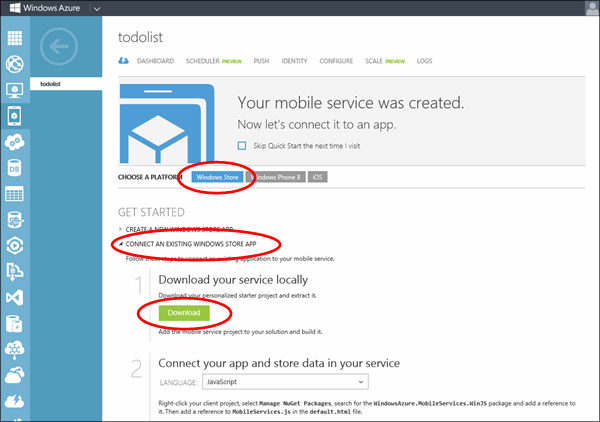 Windows Azure
todolist
DASHBOARD SCHEDULER PREVIEW PUSH IDENTITY CONFIGURE SCALE PREVIEW LOGS
todolist
Your mobile service was created.
Now let's connect it to an app.
Skip Quick Start the next time I visit
CHOOSE A PLATFORM Windows Store Windows Phone 8 iOS
GET STARTED
CREATE A NEW WINDOWS STORE APP
CONNECT AN EXISTING WINDOWS STORE APP
Follow these steps to connect an existing application to your mobile service.
1 Download your service locally
Download your personalized starter project and extract it.
Download
Add the mobile service project to your solution and build it.
2 Connect your app and store data in your service
LANGUAGE: JavaScript
Right-click your client project, select Manage NuGet Packages, search for the WindowsAzure.MobileServices.WinJS package and add a reference to
it. Then add a reference to MobileServices.js in the default.html file.
DB